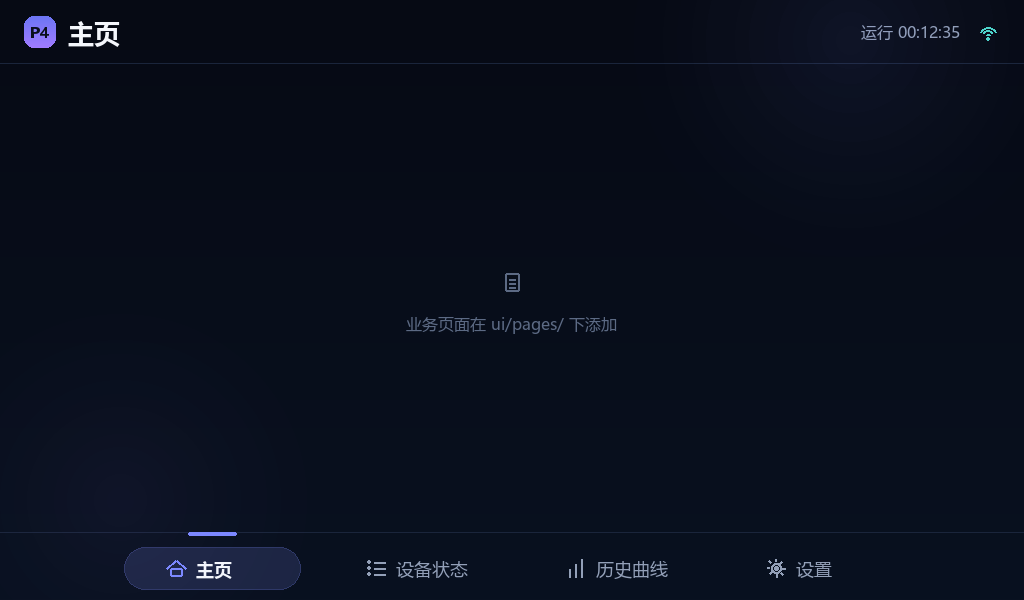 P4 主页
运行 00:12:35
业务页面在 ui/pages/ 下添加
主页
设备状态
历史曲线
设置